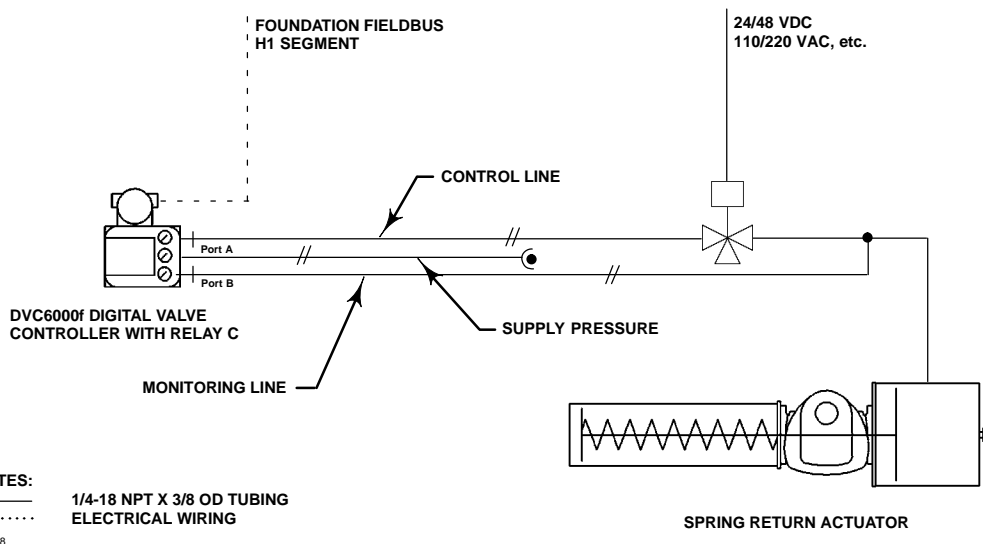 FOUNDATION FIELDBUS
H1 SEGMENT
24/48 VDC
110/220 VAC, etc.
CONTROL LINE
Port A
Port B
DVC6000f DIGITAL VALVE
CONTROLLER WITH RELAY C
SUPPLY PRESSURE
MONITORING LINE
TES:
1/4-18 NPT X 3/8 OD TUBING
ELECTRICAL WIRING
8
SPRING RETURN ACTUATOR